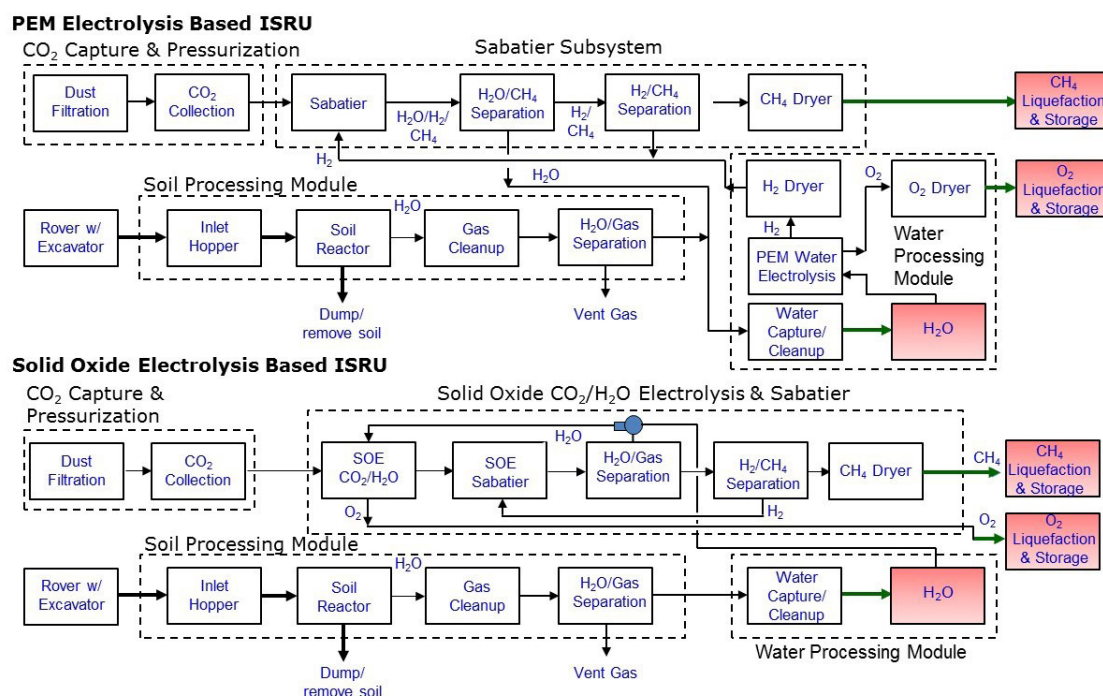 PEM Electrolysis Based ISRU
CO₂ Capture & Pressurization
Sabatier Subsystem
Dust
Filtration
CO₂
Collection
Sabatier
H₂O/H₂/
CH₄
H₂O/CH₄
Separation
H₂/
CH₄
H₂/CH₄
Separation
CH₄ Dryer
CH₄
Liquefaction
& Storage
H₂
H₂O
Soil Processing Module
Rover w/
Excavator
Inlet
Hopper
Soil
Reactor
H₂O
Gas
Cleanup
H₂O/Gas
Separation
Dump/
remove soil
Vent Gas
H₂ Dryer
O₂
O₂ Dryer
O₂
Liquefaction
& Storage
H₂
PEM Water
Electrolysis
Water
Processing
Module
Water
Capture/
Cleanup
H₂O
Solid Oxide Electrolysis Based ISRU
CO₂ Capture &
Pressurization
Solid Oxide CO₂/H₂O Electrolysis & Sabatier
Dust
Filtration
CO₂
Collection
SOE
CO₂/H₂O
SOE
Sabatier
H₂O
H₂O/Gas
Separation
H₂/CH₄
Separation
CH₄ Dryer
CH₄
CH₄
Liquefaction
& Storage
O₂
H₂
O₂
O₂
Liquefaction
& Storage
Soil Processing Module
Rover w/
Excavator
Inlet
Hopper
Soil
Reactor
H₂O
Gas
Cleanup
H₂O/Gas
Separation
Water
Capture/
Cleanup
H₂O
Dump/
remove soil
Vent Gas
Water Processing Module